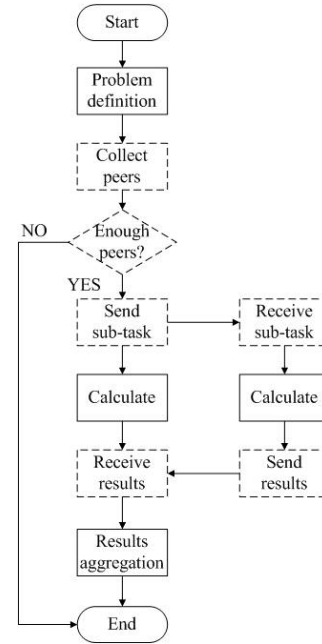 Start
Problem
definition
Collect
peers
NO
Enough
peers?
YES
Send
sub-task
Receive
sub-task
Calculate
Calculate
Receive
results
Send
results
Results
aggregation
End